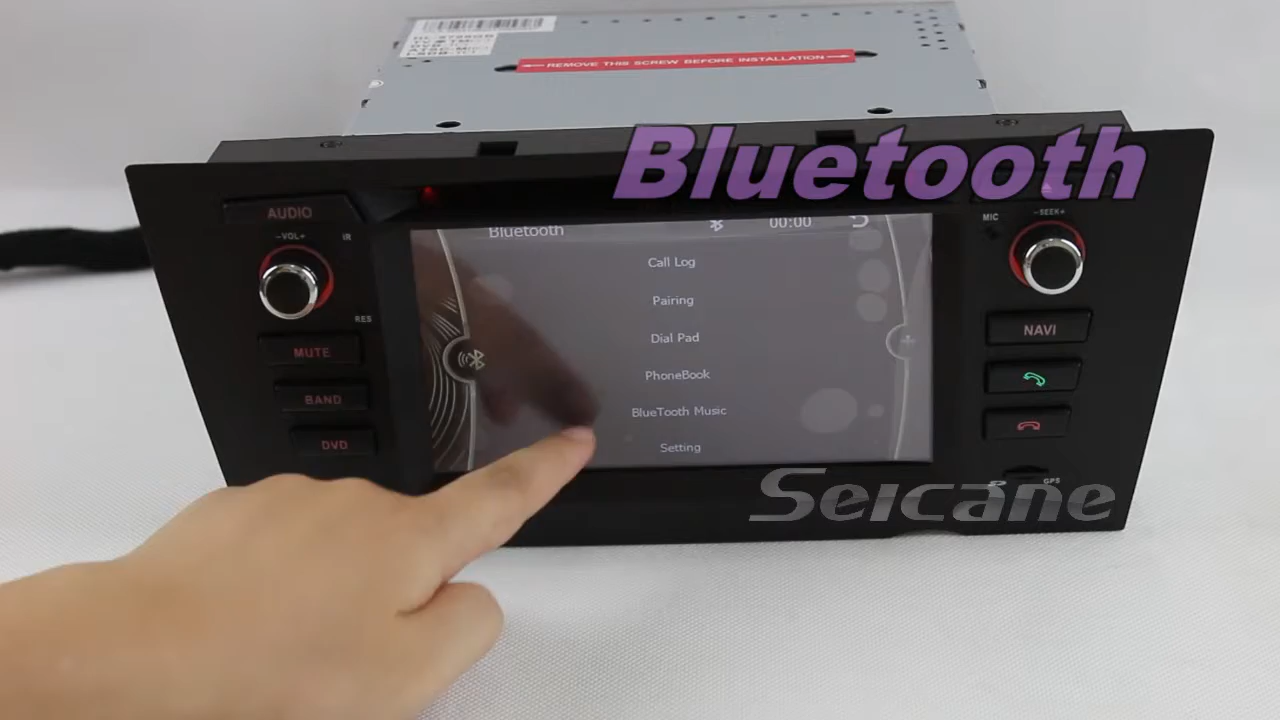 REMOVE THIS SCREW BEFORE INSTALLATION
Bluetooth
AUDIO
-VOL+
IR
RES
MUTE
BAND
DVD
Bluetooth
00:00
Call Log
Pairing
Dial Pad
PhoneBook
BlueTooth Music
Setting
MIC
-SEEK+
NAVI
GPS
Seicane